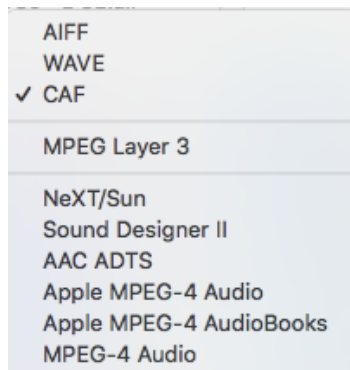 AIFF
WAVE
✓ CAF
MPEG Layer 3
NeXT/Sun
Sound Designer II
AAC ADTS
Apple MPEG-4 Audio
Apple MPEG-4 AudioBooks
MPEG-4 Audio